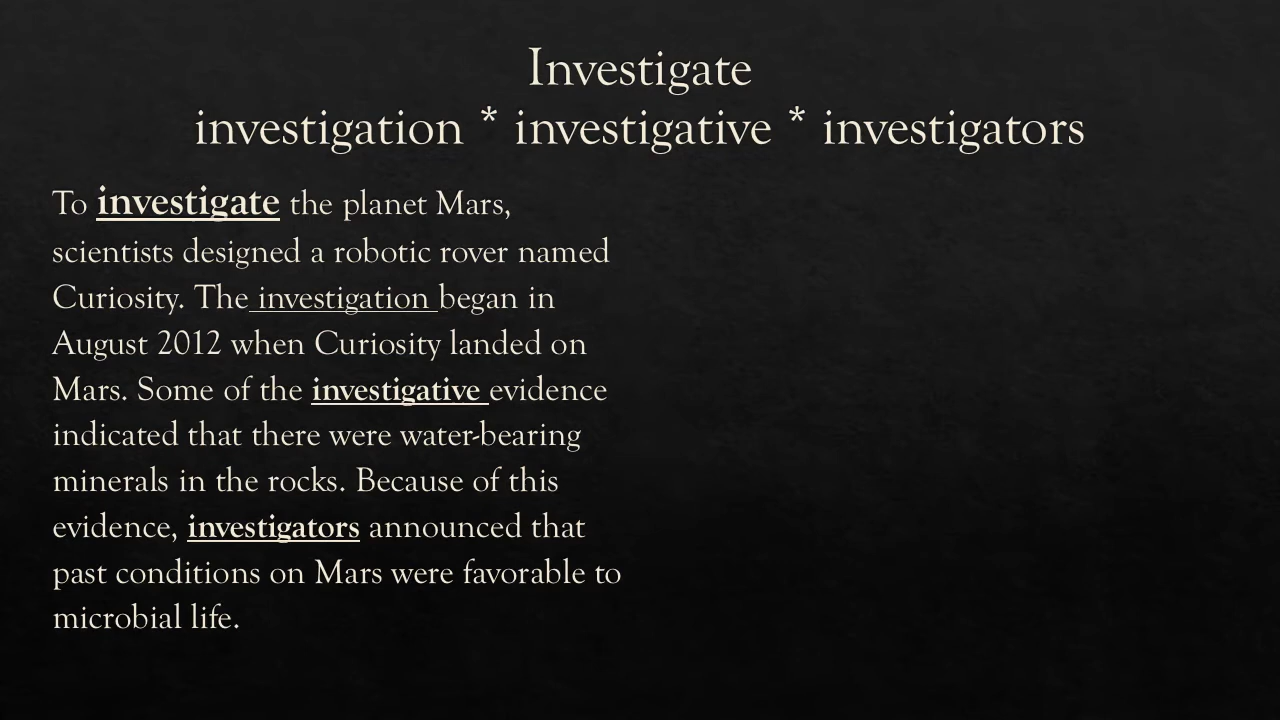 Investigate
investigation * investigative * investigators
To investigate the planet Mars,
scientists designed a robotic rover named
Curiosity. The investigation began in
August 2012 when Curiosity landed on
Mars. Some of the investigative evidence
indicated that there were water-bearing
minerals in the rocks. Because of this
evidence, investigators announced that
past conditions on Mars were favorable to
microbial life.